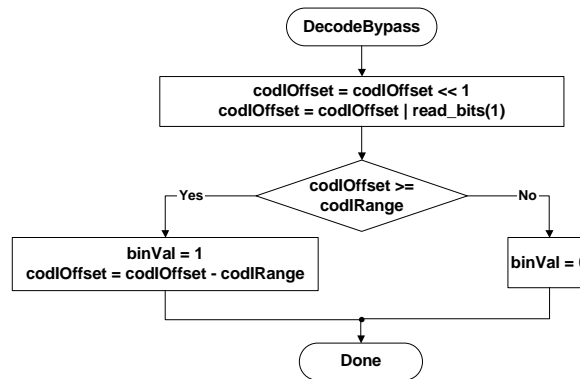 DecodeBypass
codIOffset = codIOffset << 1
codIOffset = codIOffset | read_bits(1)
codIOffset >=
codIRange
Yes
No
binVal = 1
codIOffset = codIOffset - codIRange
binVal =
Done